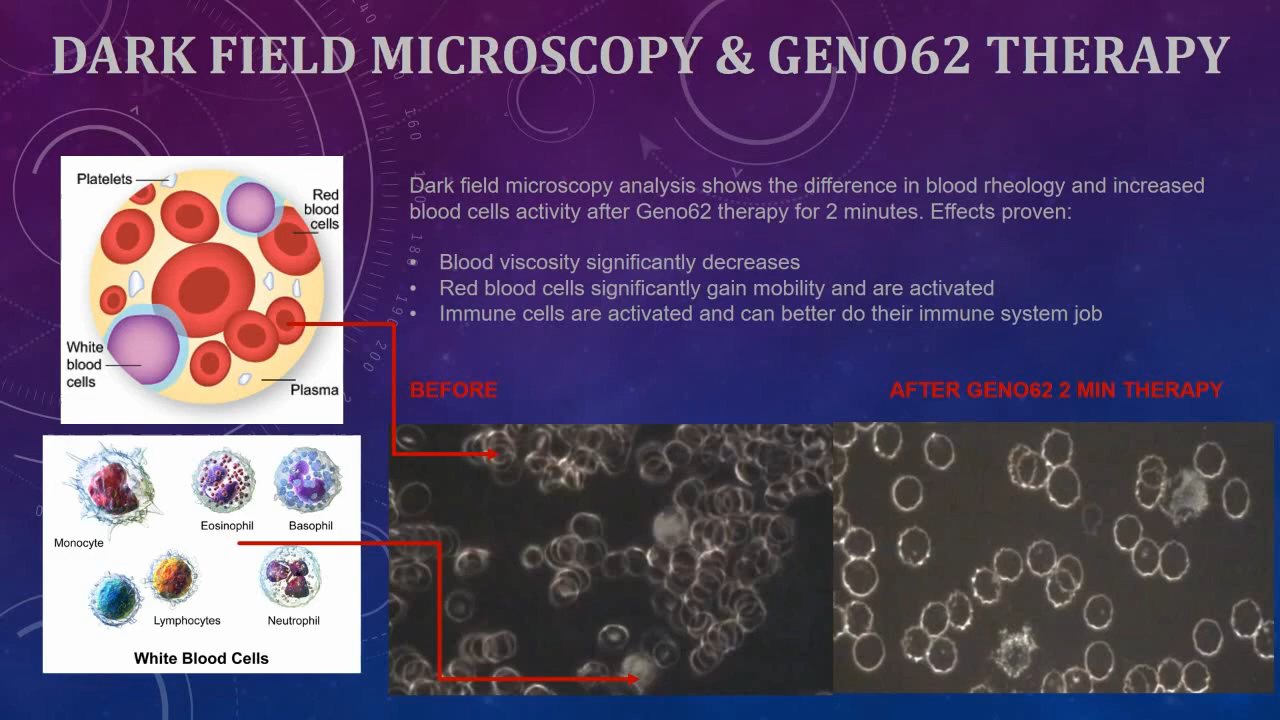 DARK FIELD MICROSCOPY & GENO62 THERAPY
Platelets
Red
blood
cells
White
blood
cells
Plasma
Dark field microscopy analysis shows the difference in blood rheology and increased
blood cells activity after Geno62 therapy for 2 minutes. Effects proven:
• Blood viscosity significantly decreases
• Red blood cells significantly gain mobility and are activated
• Immune cells are activated and can better do their immune system job
BEFORE
AFTER GENO62 2 MIN THERAPY
Monocyte
Eosinophil
Basophil
Lymphocytes
Neutrophil
White Blood Cells
160
190
200